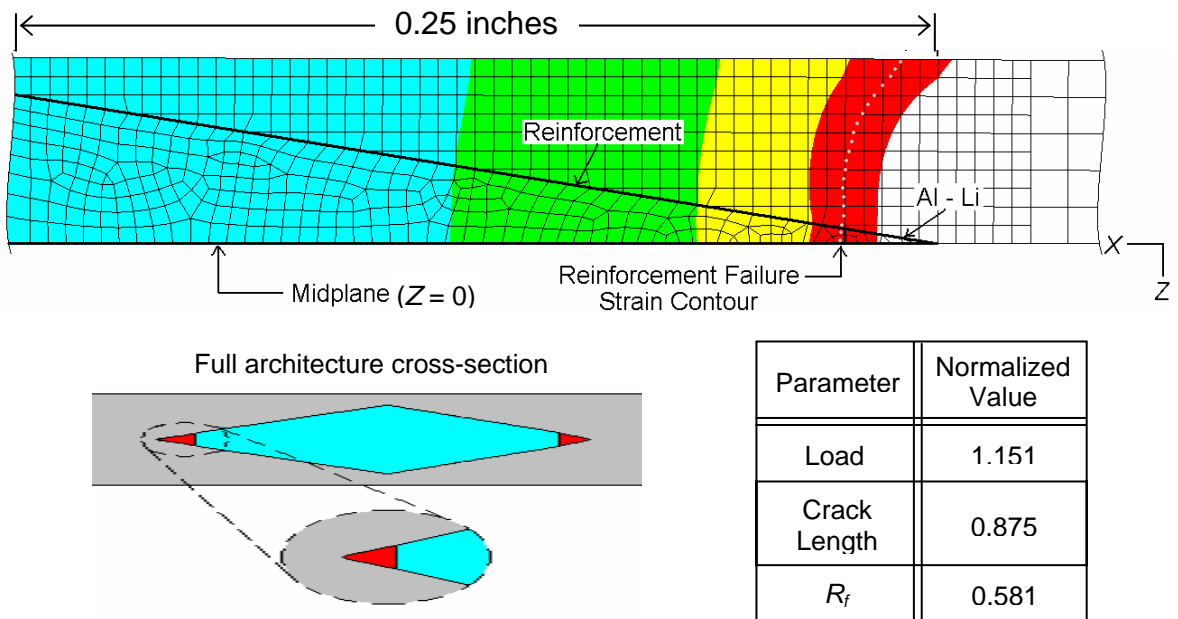 0.25 inches
Reinforcement
Al - Li
X
Z
Midplane (Z = 0)
Reinforcement Failure
Strain Contour
Full architecture cross-section
Parameter
Normalized
Value
Load
1.151
Crack
Length
0.875
Rf
0.581